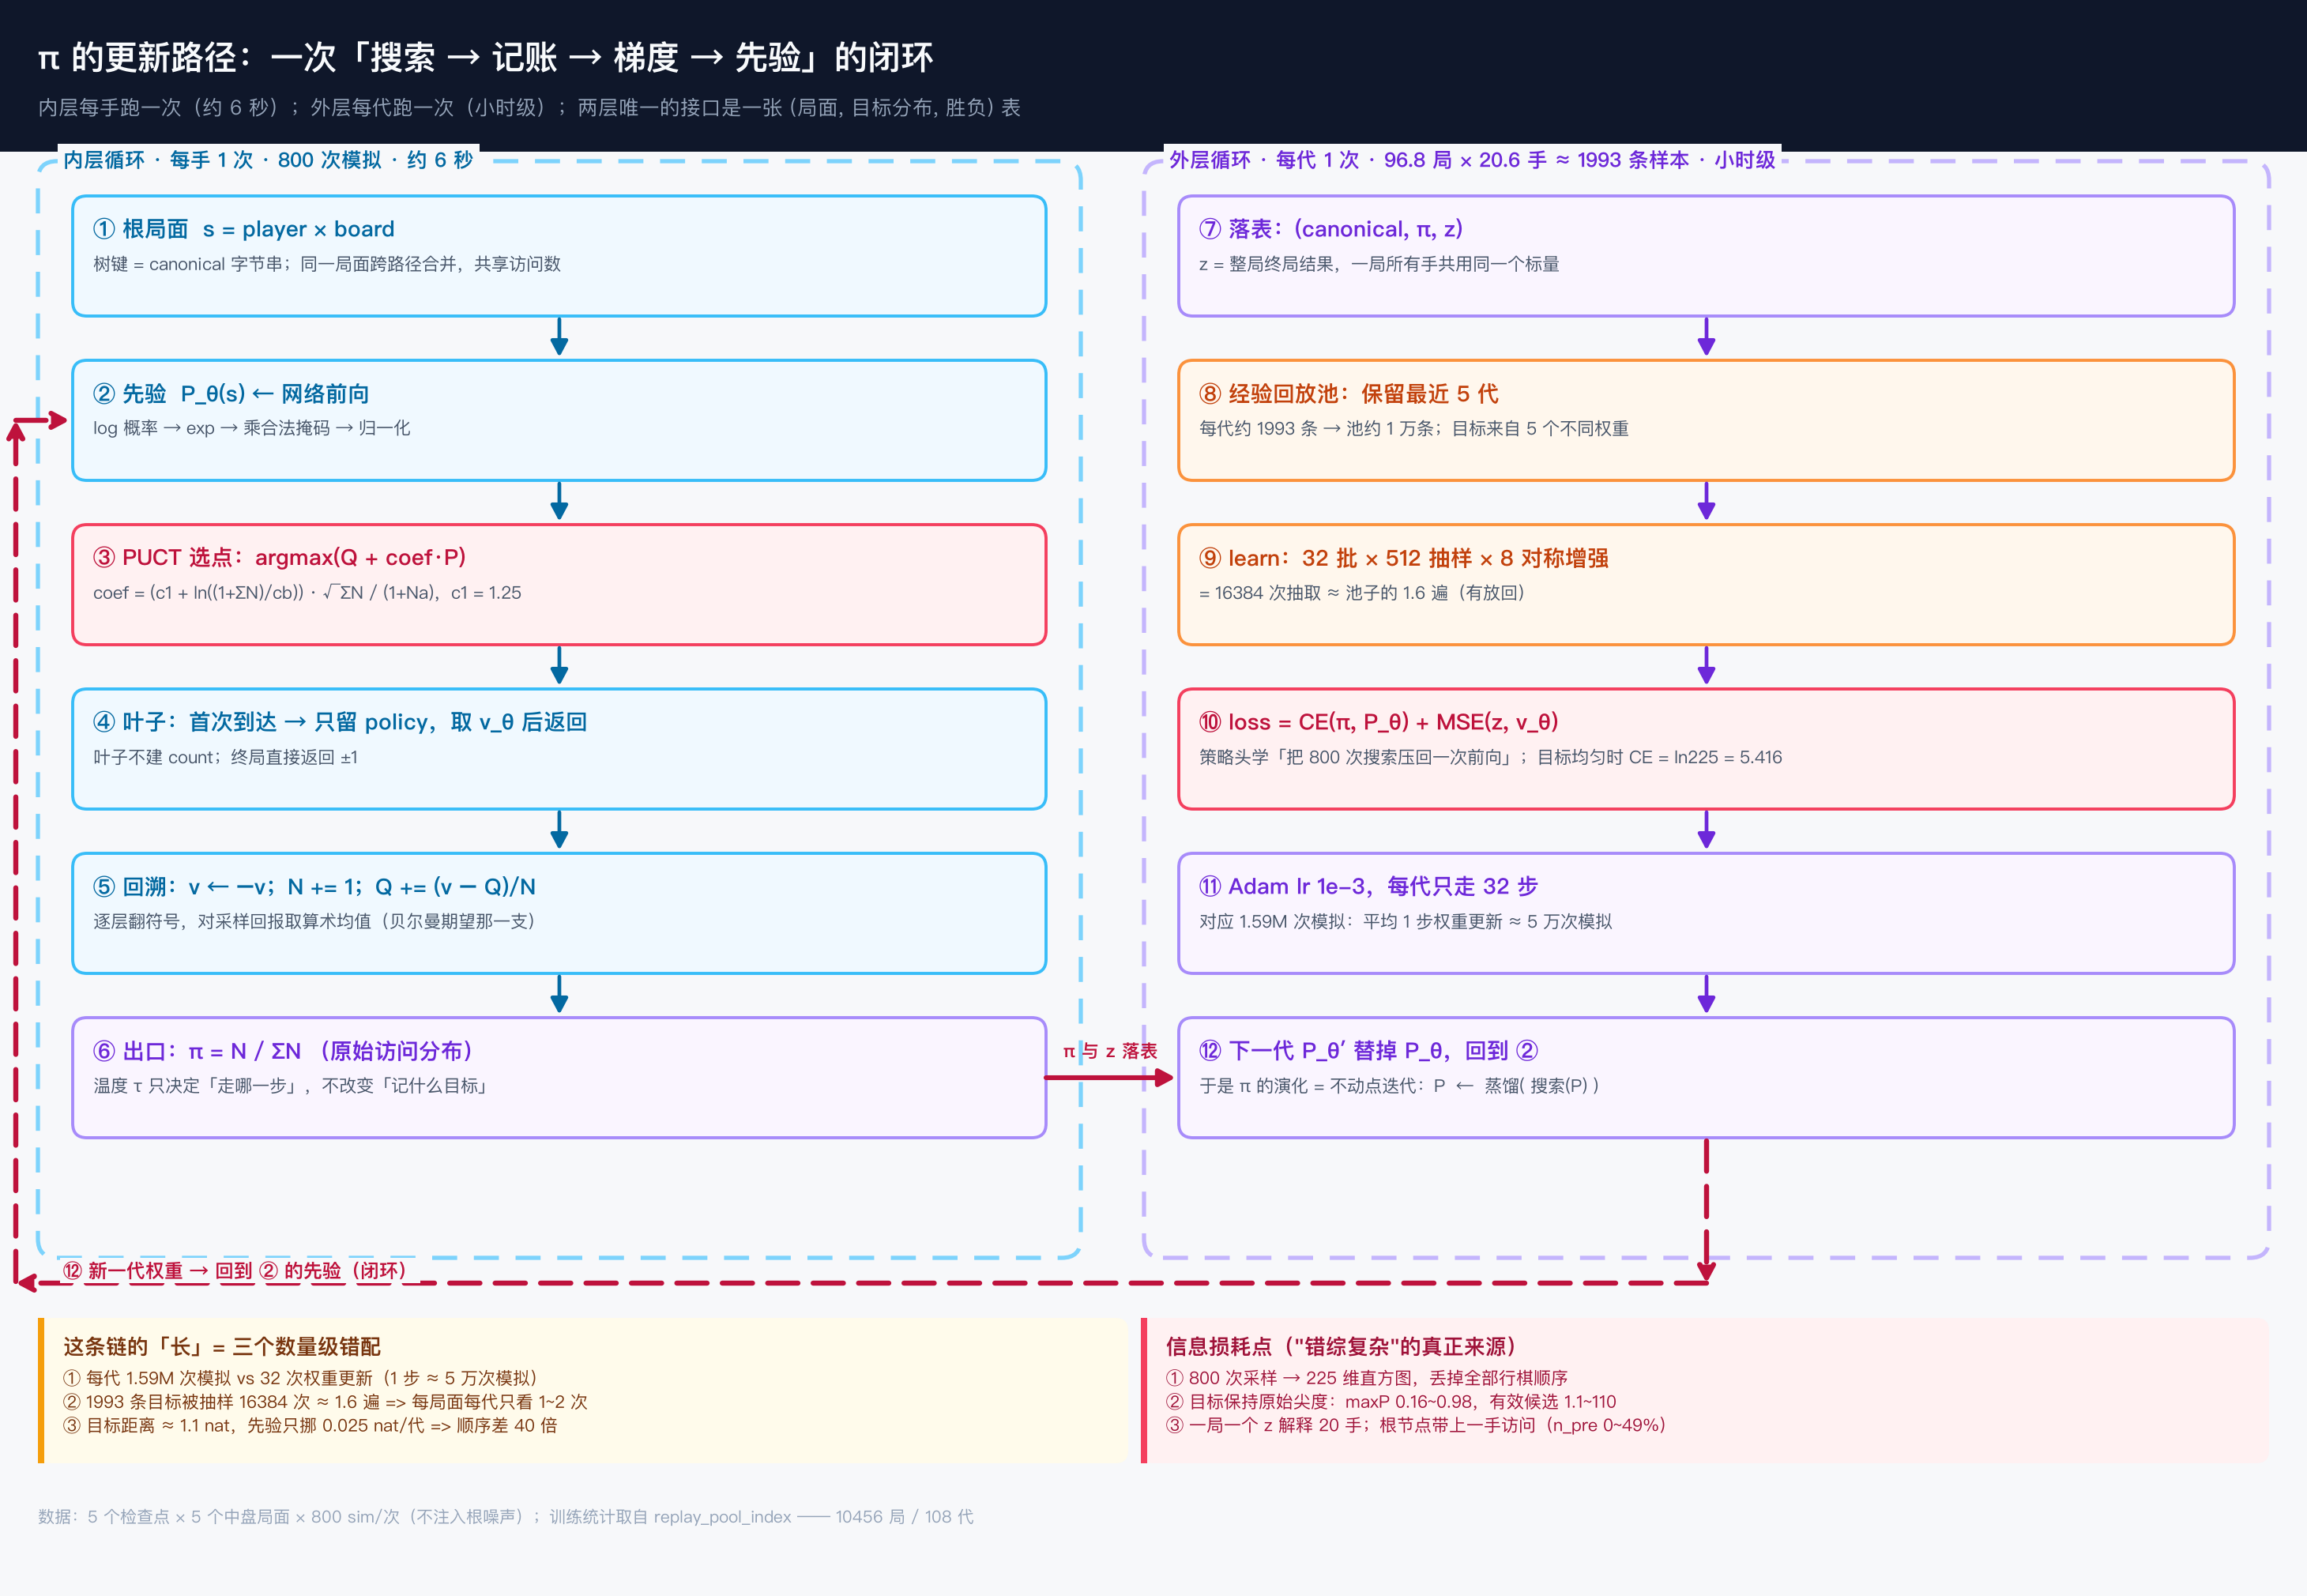 π 的更新路径：一次「搜索 → 记账 → 梯度 → 先验」的闭环
内层每手跑一次（约 6 秒）；外层每代跑一次（小时级）；两层唯一的接口是一张 (局面, 目标分布, 胜负) 表
内层循环 · 每手 1 次 · 800 次模拟 · 约 6 秒
① 根局面  s = player × board
树键 = canonical 字节串；同一局面跨路径合并，共享访问数
② 先验  P_θ(s) ← 网络前向
log 概率 → exp → 乘合法掩码 → 归一化
③ PUCT 选点：argmax(Q + coef·P)
coef = (c1 + ln((1+ΣN)/cb)) · √ΣN / (1+Na)，c1 = 1.25
④ 叶子：首次到达 → 只留 policy，取 v_θ 后返回
叶子不建 count；终局直接返回 ±1
⑤ 回溯：v ← −v；N += 1；Q += (v − Q)/N
逐层翻符号，对采样回报取算术均值（贝尔曼期望那一支）
⑥ 出口：π = N / ΣN （原始访问分布）
温度 τ 只决定「走哪一步」，不改变「记什么目标」
π 与 z 落表
外层循环 · 每代 1 次 · 96.8 局 × 20.6 手 ≈ 1993 条样本 · 小时级
⑦ 落表：(canonical, π, z)
z = 整局终局结果，一局所有手共用同一个标量
⑧ 经验回放池：保留最近 5 代
每代约 1993 条 → 池约 1 万条；目标来自 5 个不同权重
⑨ learn：32 批 × 512 抽样 × 8 对称增强
= 16384 次抽取 ≈ 池子的 1.6 遍（有放回）
⑩ loss = CE(π, P_θ) + MSE(z, v_θ)
策略头学「把 800 次搜索压回一次前向」；目标均匀时 CE = ln225 = 5.416
⑪ Adam lr 1e−3，每代只走 32 步
对应 1.59M 次模拟：平均 1 步权重更新 ≈ 5 万次模拟
⑫ 下一代 P_θ′ 替掉 P_θ，回到 ②
于是 π 的演化 = 不动点迭代：P ← 蒸馏( 搜索(P) )
⑫ 新一代权重 → 回到 ② 的先验（闭环）
这条链的「长」= 三个数量级错配
① 每代 1.59M 次模拟 vs 32 次权重更新（1 步 ≈ 5 万次模拟）
② 1993 条目标被抽样 16384 次 ≈ 1.6 遍 => 每局面每代只看 1~2 次
③ 目标距离 ≈ 1.1 nat，先验只挪 0.025 nat/代 => 顺序差 40 倍
信息损耗点（"错综复杂"的真正来源）
① 800 次采样 → 225 维直方图，丢掉全部行棋顺序
② 目标保持原始尖度：maxP 0.16~0.98，有效候选 1.1~110
③ 一局一个 z 解释 20 手；根节点带上一手访问（n_pre 0~49%）
数据：5 个检查点 × 5 个中盘局面 × 800 sim/次（不注入根噪声）；训练统计取自 replay_pool_index —— 10456 局 / 108 代